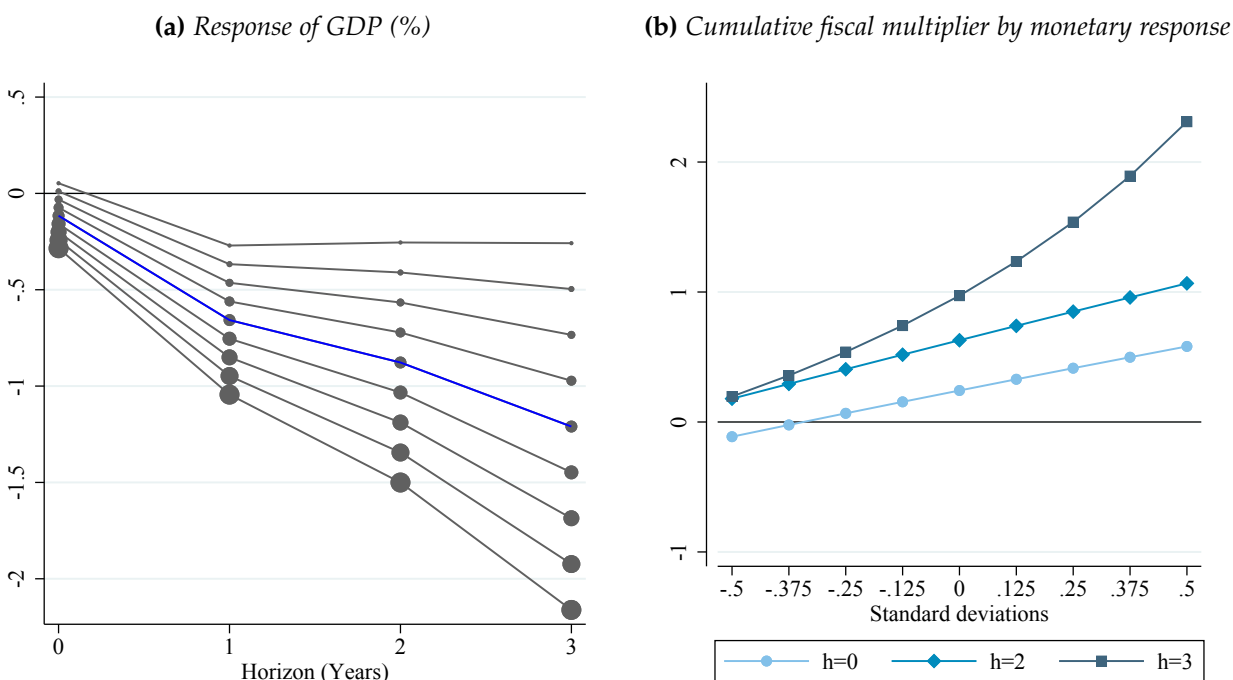 (a) Response of GDP (%)
.5
0
-.5
-1
-1.5
-2
0 1 2 3
Horizon (Years)
(b) Cumulative fiscal multiplier by monetary response
2
1
0
-1
-.5 -.375 -.25 -.125 0 .125 .25 .375 .5
Standard deviations
h=0 h=2 h=3